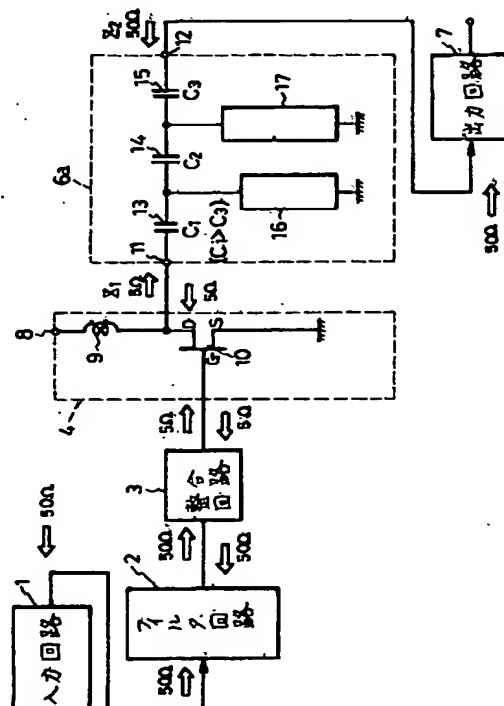 1
入力回路
50Ω
2
フィルタ回路
50Ω
50Ω
50Ω
3
整合回路
5Ω
5Ω
4
8
9
10
G
D
S
5Ω
Z₁
5Ω
11
6a
13
C₁
(C₁>C₃)
14
C₂
15
C₃
16
17
12
Z₂
50Ω
7
出力回路
50Ω